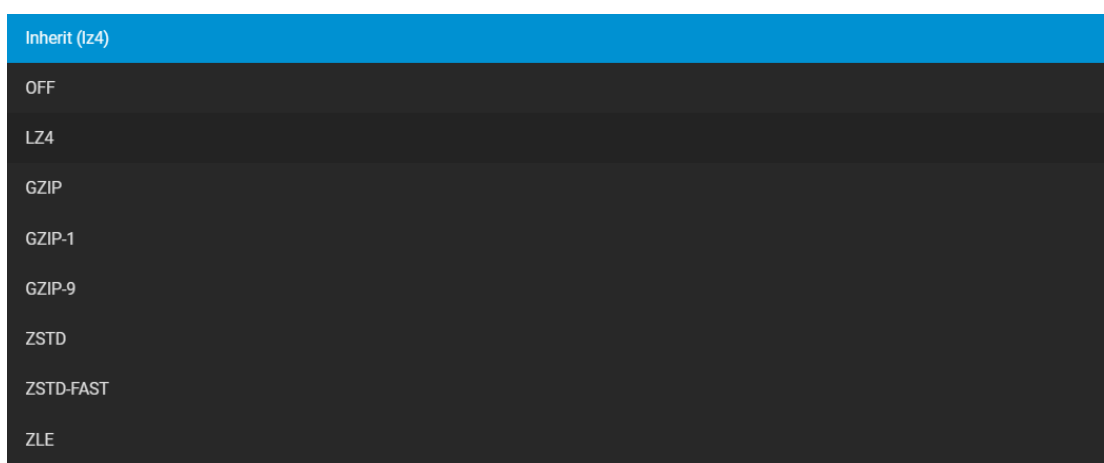 Inherit (lz4)
OFF
LZ4
GZIP
GZIP-1
GZIP-9
ZSTD
ZSTD-FAST
ZLE